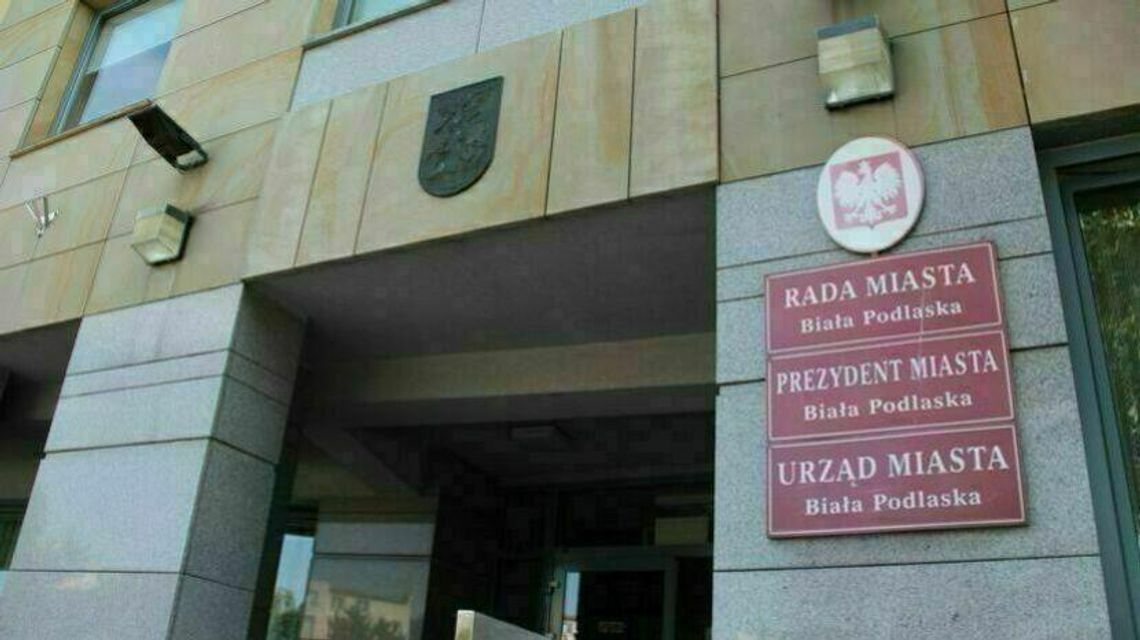 RADA MIASTA
Biała Podlaska
PREZYDENT MIASTA
Biała Podlaska
URZĄD MIASTA
Biała Podlaska